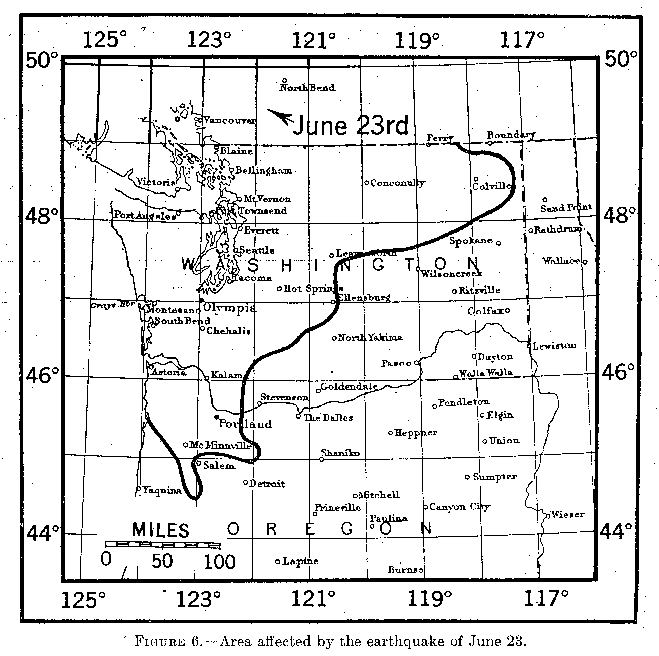 125° 123° 121° 119° 117°
50° 50°
North Bend
Vancouver
June 23rd
Ferry Boundary
Blaine
Bellingham
Victoria Conconully Colville
Mt. Vernon
Port Angeles Townsend Sand Point
48° 48°
Everett Rathdrum
Spokane
Seattle Leavenworth
WASHINGTON Wallace
Tacoma Wilsoncreek
Hot Springs Ritzville
Grays Hbr Ellensburg
Montesano Olympia Colfax
South Bend
Chehalis
North Yakima Lewiston
Pasco Dayton
46° 46°
Astoria Kalama Walla Walla
Goldendale
Stevenson Pendleton
The Dalles Elgin
Portland
Heppner
McMinnville Union
Shaniko
Salem
Detroit Sumpter
Yaquina Mitchell
Prineville Canyon City
Paulina Wieser
MILES OREGON
44° 44°
0 50 100
Lapine
Burns
125° 123° 121° 119° 117°
FIGURE 6.—Area affected by the earthquake of June 23.